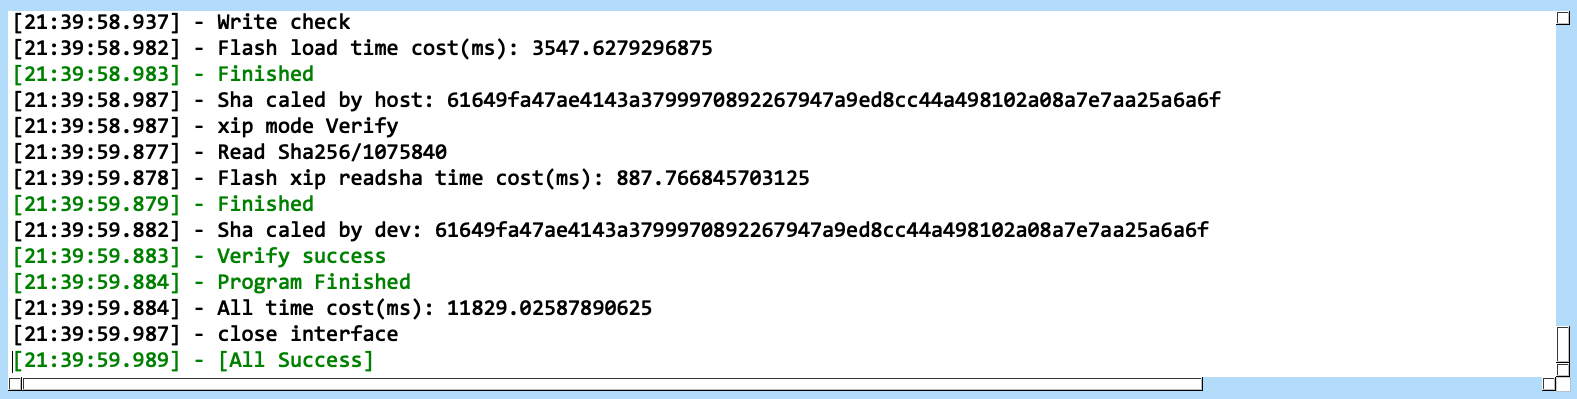 [21:39:58.937] - Write check
[21:39:58.982] - Flash load time cost(ms): 3547.6279296875
[21:39:58.983] - Finished
[21:39:58.987] - Sha caled by host: 61649fa47ae4143a3799970892267947a9ed8cc44a498102a08a7e7aa25a6a6f
[21:39:58.987] - xip mode Verify
[21:39:59.877] - Read Sha256/1075840
[21:39:59.878] - Flash xip readsha time cost(ms): 887.766845703125
[21:39:59.879] - Finished
[21:39:59.882] - Sha caled by dev: 61649fa47ae4143a3799970892267947a9ed8cc44a498102a08a7e7aa25a6a6f
[21:39:59.883] - Verify success
[21:39:59.884] - Program Finished
[21:39:59.884] - All time cost(ms): 11829.02587890625
[21:39:59.987] - close interface
[21:39:59.989] - [All Success]